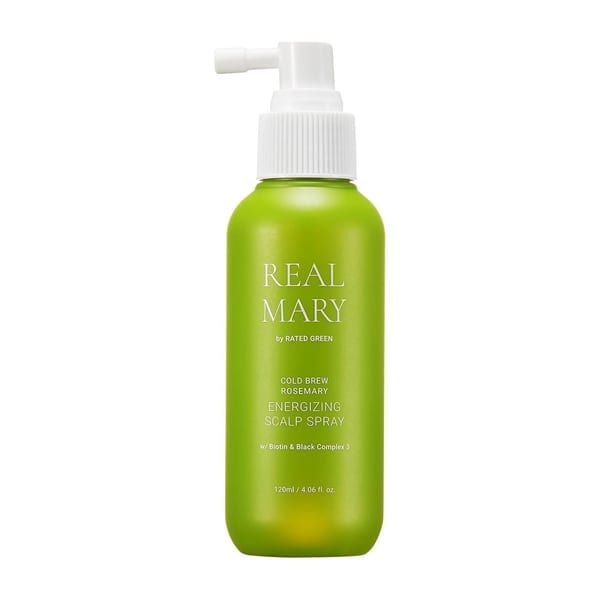 REAL
MARY
by RATED GREEN
COLD BREW
ROSEMARY
ENERGIZING
SCALP SPRAY
w/ Biotin & Black Complex 3
120ml / 4.06 fl. oz.